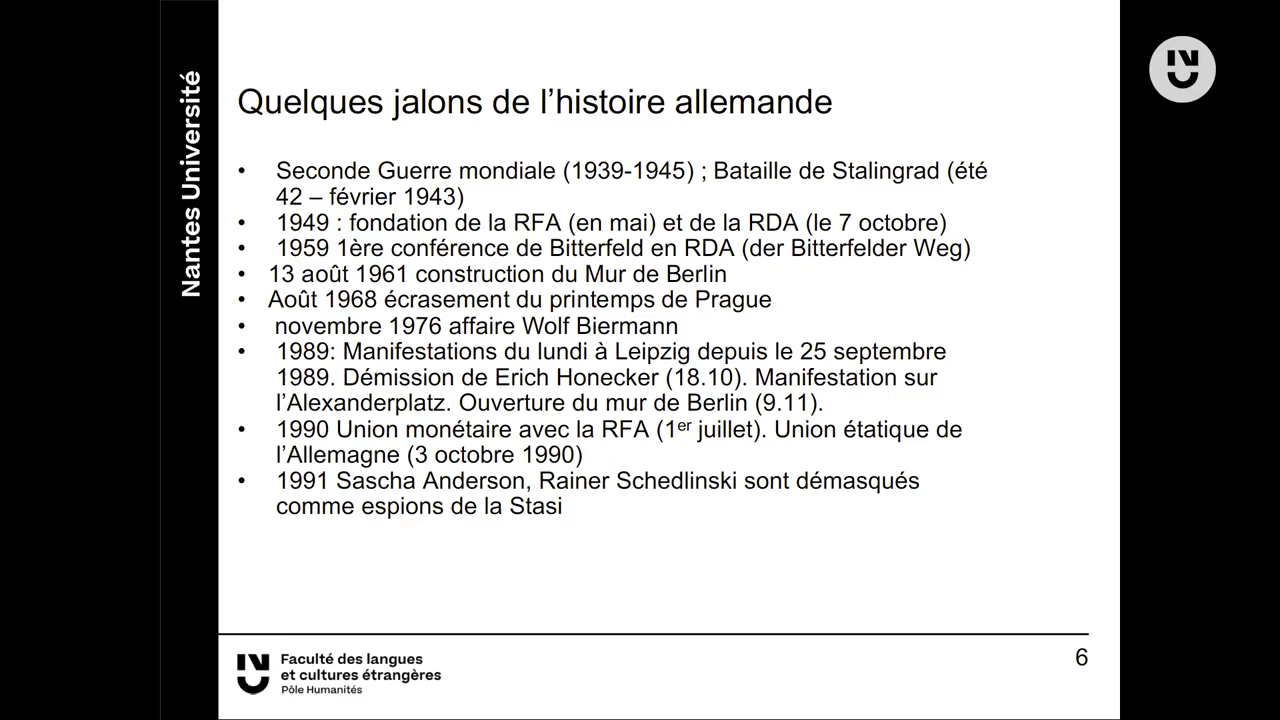 Nantes Université
Quelques jalons de l’histoire allemande
• Seconde Guerre mondiale (1939-1945) ; Bataille de Stalingrad (été
42 – février 1943)
• 1949 : fondation de la RFA (en mai) et de la RDA (le 7 octobre)
• 1959 1ère conférence de Bitterfeld en RDA (der Bitterfelder Weg)
• 13 août 1961 construction du Mur de Berlin
• Août 1968 écrasement du printemps de Prague
• novembre 1976 affaire Wolf Biermann
• 1989: Manifestations du lundi à Leipzig depuis le 25 septembre
1989. Démission de Erich Honecker (18.10). Manifestation sur
l’Alexanderplatz. Ouverture du mur de Berlin (9.11).
• 1990 Union monétaire avec la RFA (1er juillet). Union étatique de
l’Allemagne (3 octobre 1990)
• 1991 Sascha Anderson, Rainer Schedlinski sont démasqués
comme espions de la Stasi
Faculté des langues
et cultures étrangères
Pôle Humanités
6